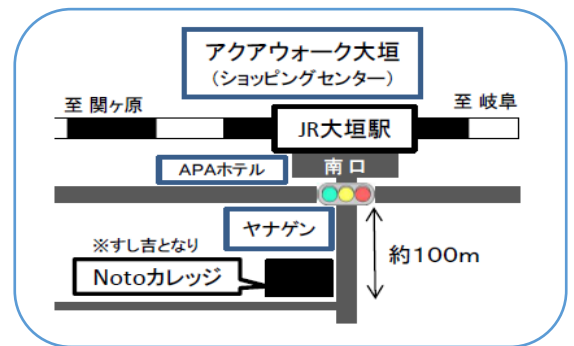 アクアウォーク大垣
（ショッピングセンター）
至 関ヶ原
至 岐阜
JR大垣駅
南口
APAホテル
ヤナゲン
※すし吉となり
Notoカレッジ
約100m